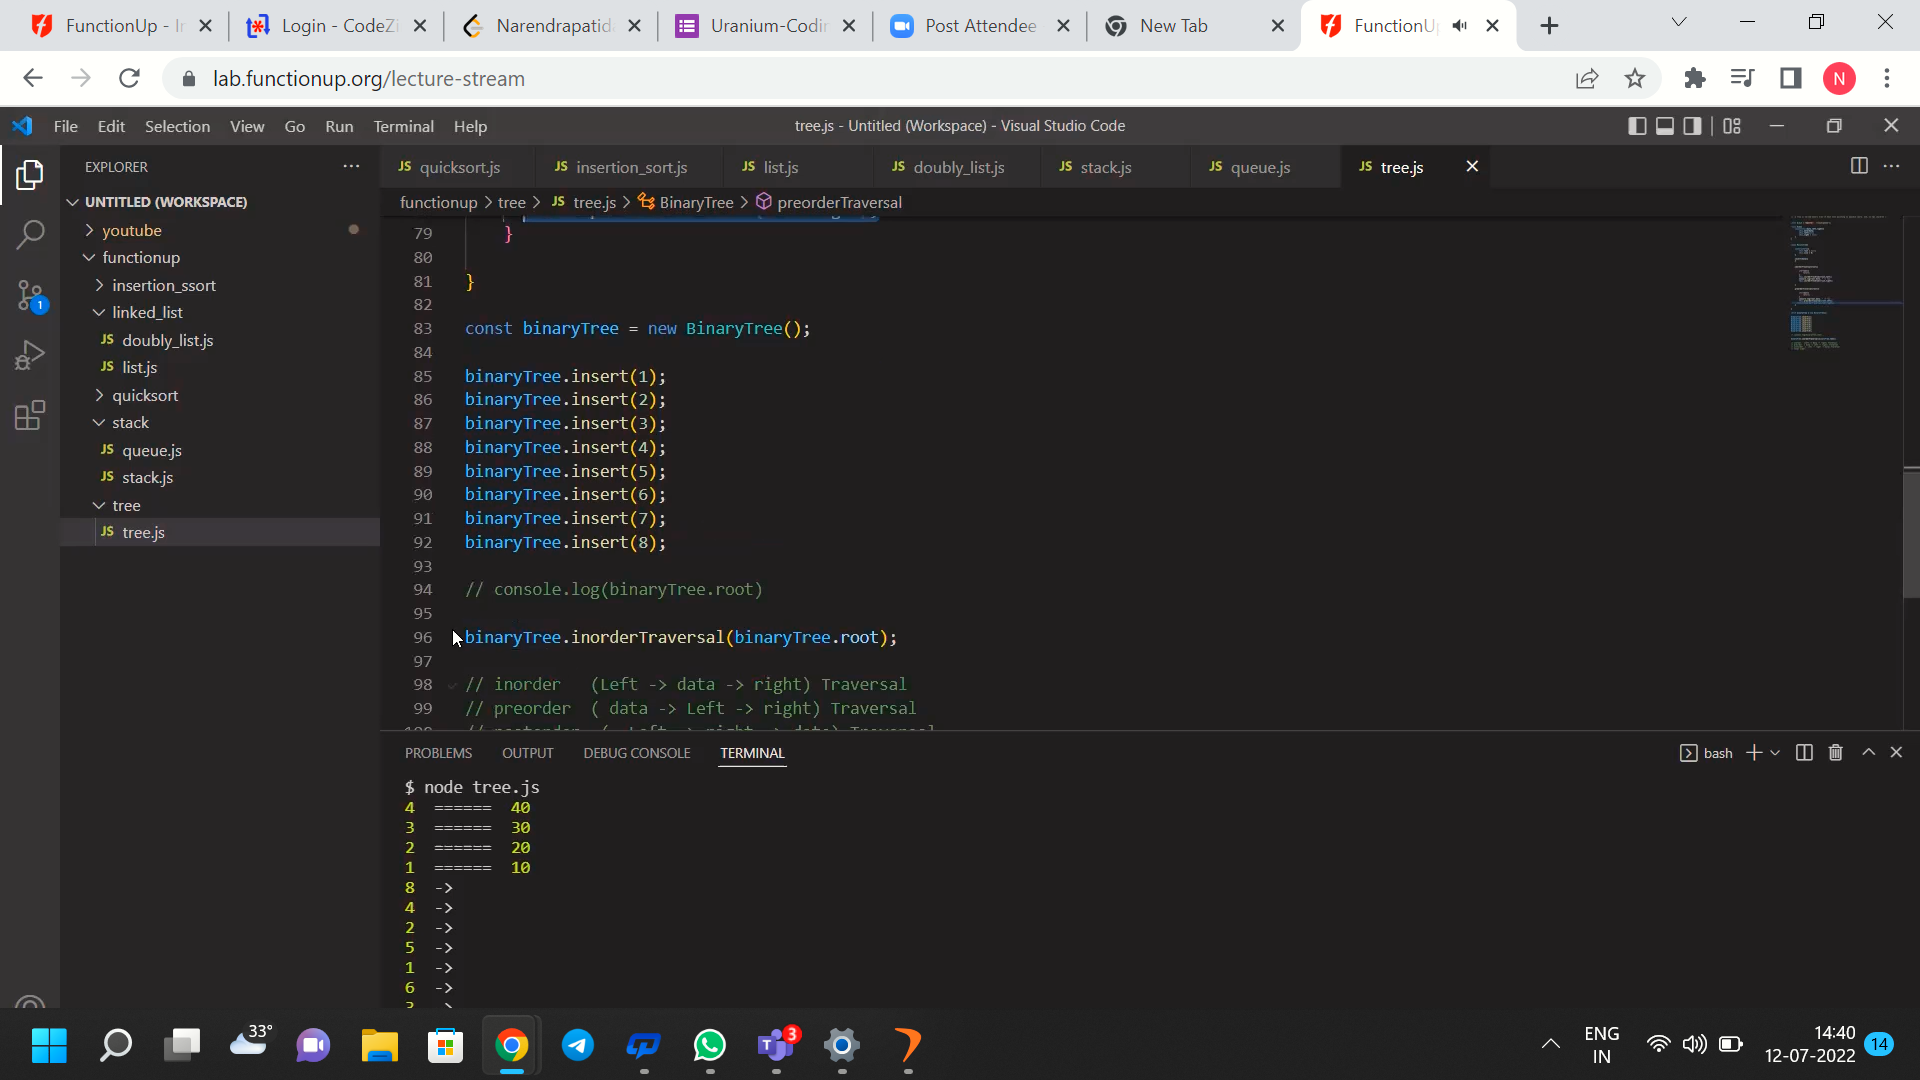 FunctionUp - Ir
Login - CodeZi
Narendrapatid
Uranium-Codin
Post Attendee
New Tab
FunctionUp
lab.functionup.org/lecture-stream
N
File Edit Selection View Go Run Terminal Help
tree.js - Untitled (Workspace) - Visual Studio Code
EXPLORER
UNTITLED (WORKSPACE)
youtube
functionup
insertion_ssort
linked_list
JS doubly_list.js
JS list.js
quicksort
stack
JS queue.js
JS stack.js
tree
JS tree.js
1
JS quicksort.js
JS insertion_sort.js
JS list.js
JS doubly_list.js
JS stack.js
JS queue.js
JS tree.js
functionup > tree > JS tree.js > BinaryTree > preorderTraversal
79 }
80
81 }
82
83 const binaryTree = new BinaryTree();
84
85 binaryTree.insert(1);
86 binaryTree.insert(2);
87 binaryTree.insert(3);
88 binaryTree.insert(4);
89 binaryTree.insert(5);
90 binaryTree.insert(6);
91 binaryTree.insert(7);
92 binaryTree.insert(8);
93
94 // console.log(binaryTree.root)
95
96 binaryTree.inorderTraversal(binaryTree.root);
97
98 // inorder (Left -> data -> right) Traversal
99 // preorder ( data -> Left -> right) Traversal
PROBLEMS OUTPUT DEBUG CONSOLE TERMINAL
bash
$ node tree.js
4 ====== 40
3 ====== 30
2 ====== 20
1 ====== 10
8 ->
4 ->
2 ->
5 ->
1 ->
6 ->
33°
3
ENG
IN
14:40
12-07-2022
14